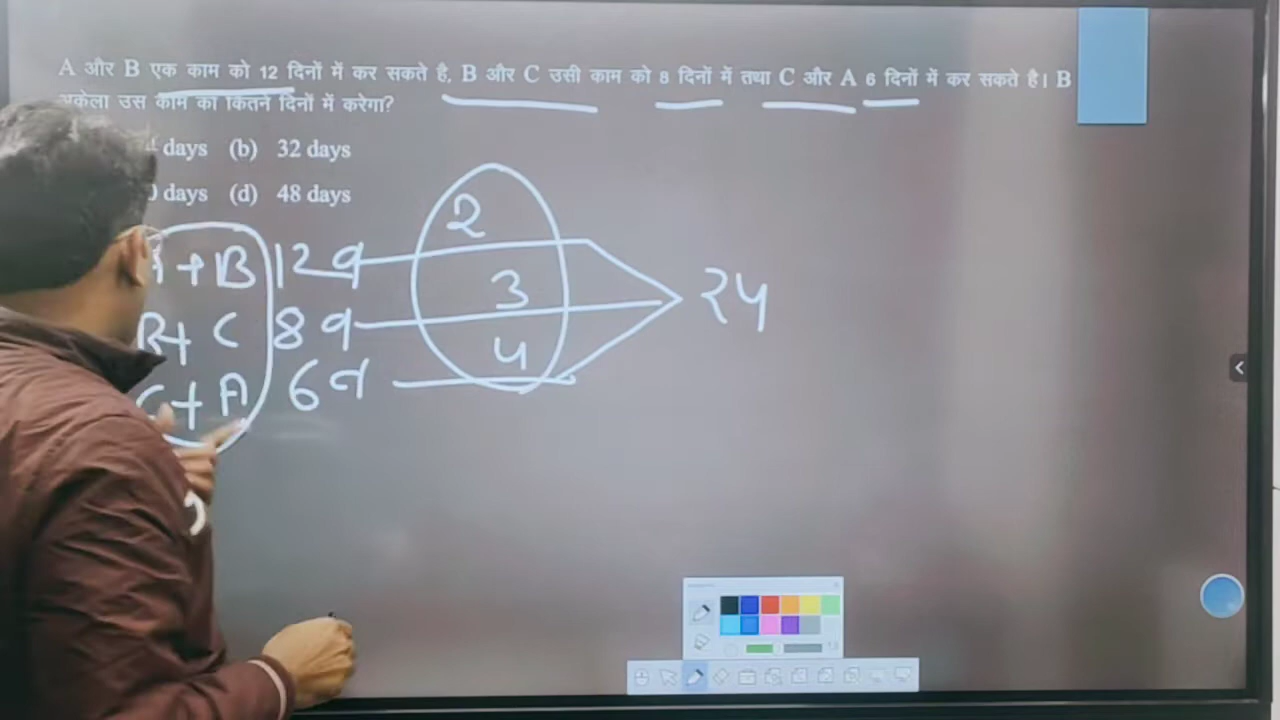 A और B एक काम को 12 दिनों में कर सकते है, B और C उसी काम को 8 दिनों में तथा C और A 6 दिनों में कर सकते है। B
अकेला उस काम को कितने दिनों में करेगा?
days (b) 32 days
days (d) 48 days
A+B 12 2
B+C 8 3 24
C+A 6 4